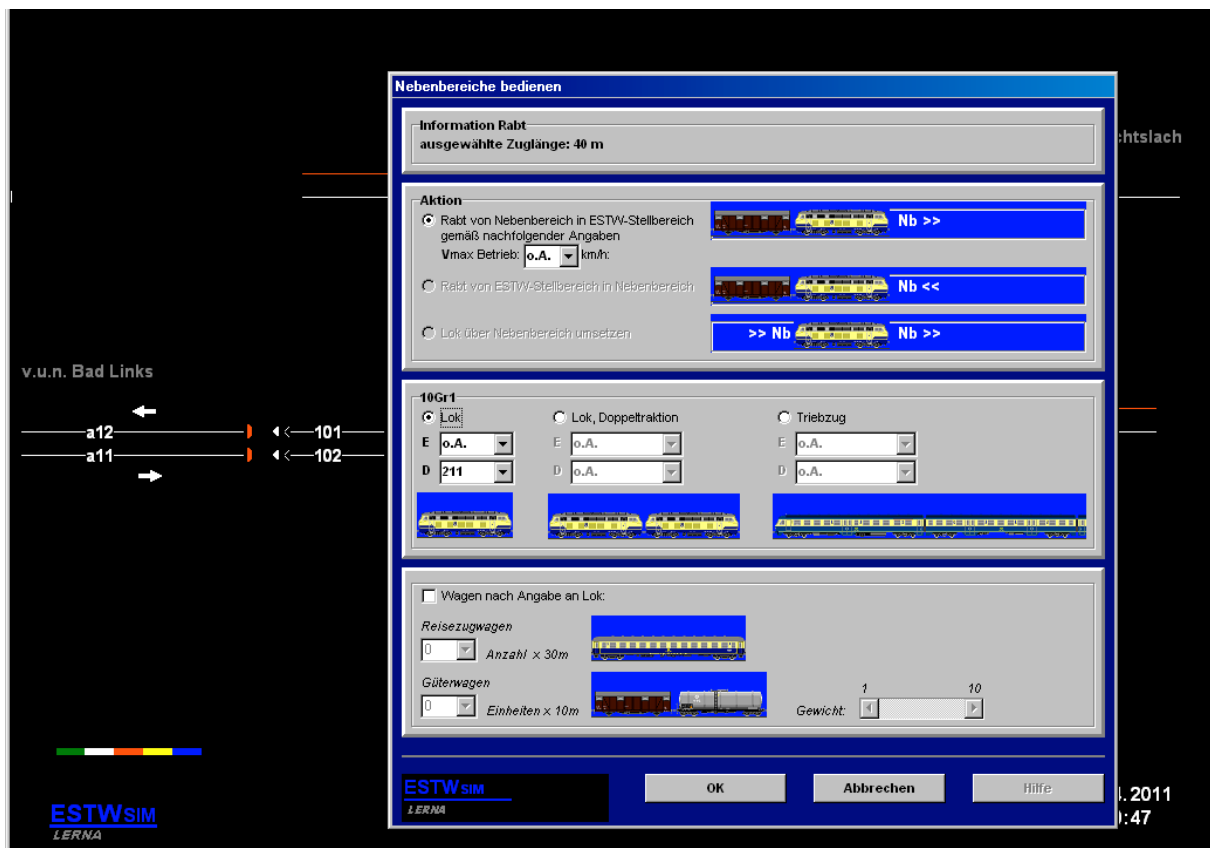 Nebenbereiche bedienen
Information Rabt
ausgewählte Zuglänge: 40 m
Aktion
Rabt von Nebenbereich in ESTW-Stellbereich
gemäß nachfolgender Angaben
Vmax Betrieb: o.A. km/h:
Nb >>
Rabt von ESTW-Stellbereich in Nebenbereich
Nb <<
Lok über Nebenbereich umsetzen
>> Nb Nb >>
10Gr1
Lok Lok, Doppeltraktion Triebzug
E o.A. E o.A. E o.A.
D 211 D o.A. D o.A.
Wagen nach Angabe an Lok:
Reisezugwagen
0 Anzahl x 30m
Güterwagen
0 Einheiten x 10m
Gewicht: 1 10
ESTWSIM
LERNA
OK Abbrechen Hilfe
htslach
v.u.n. Bad Links
a12 101
a11 102
ESTWSIM
LERNA
.2011
:47